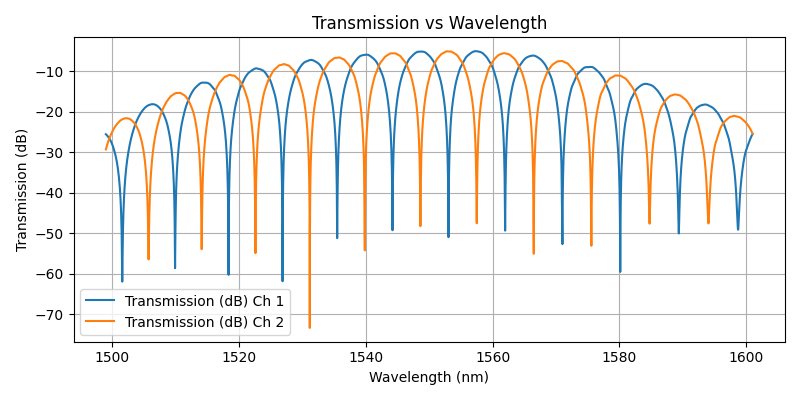 Transmission vs Wavelength
Transmission (dB)
−10
−20
−30
−40
−50
−60
−70
Transmission (dB) Ch 1
Transmission (dB) Ch 2
1500
1520
1540
1560
1580
1600
Wavelength (nm)